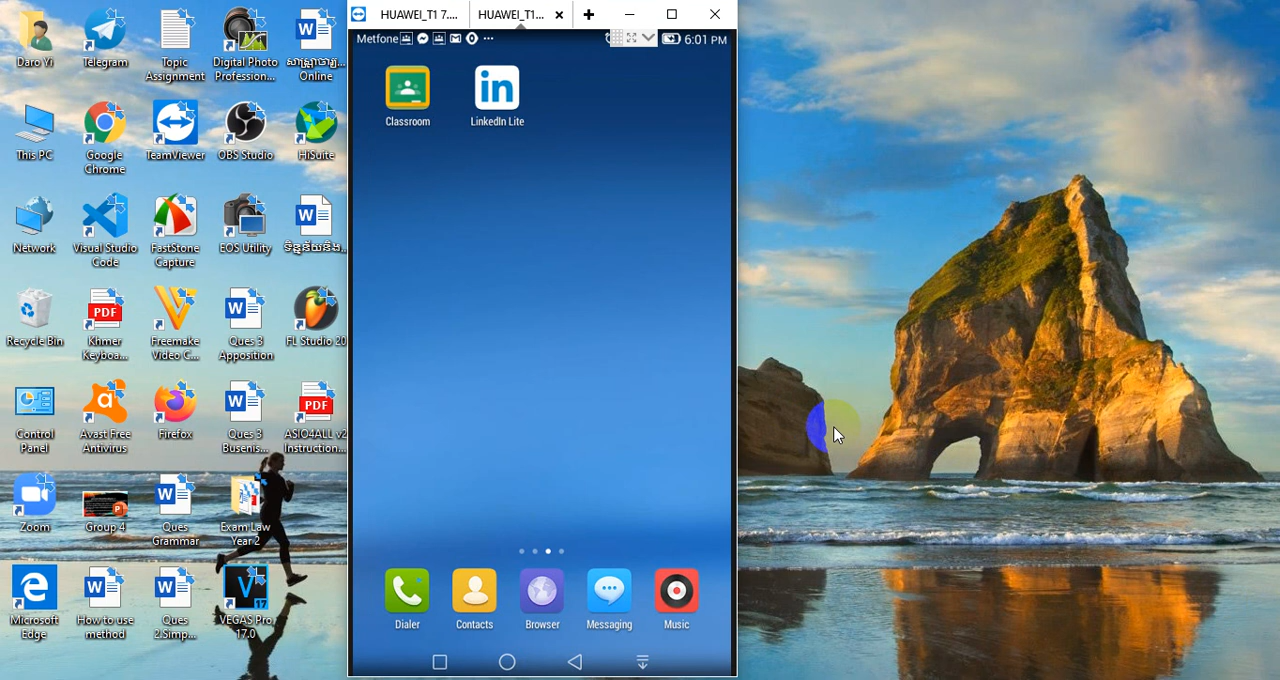 Daro Yi
Telegram
Topic
Assignment
Digital Photo
Profession...
Online
This PC
Google
Chrome
TeamViewer
OBS Studio
HiSuite
Network
Visual Studio
Code
FastStone
Capture
EOS Utility
Recycle Bin
PDF
Khmer
Keyboa...
Freemake
Video C...
Ques 3
Apposition
FL Studio 20
Control
Panel
Avast Free
Antivirus
Firefox
Ques 3
Busenis...
PDF
ASIO4ALL v2
Instruction...
Zoom
Group 4
Ques
Grammar
Exam Law
Year 2
Microsoft
Edge
How to use
method
Ques
2.Simp...
VEGAS Pro
17.0
HUAWEI_T1 7....
HUAWEI_T1...
Metfone
6:01 PM
Classroom
LinkedIn Lite
Dialer
Contacts
Browser
Messaging
Music